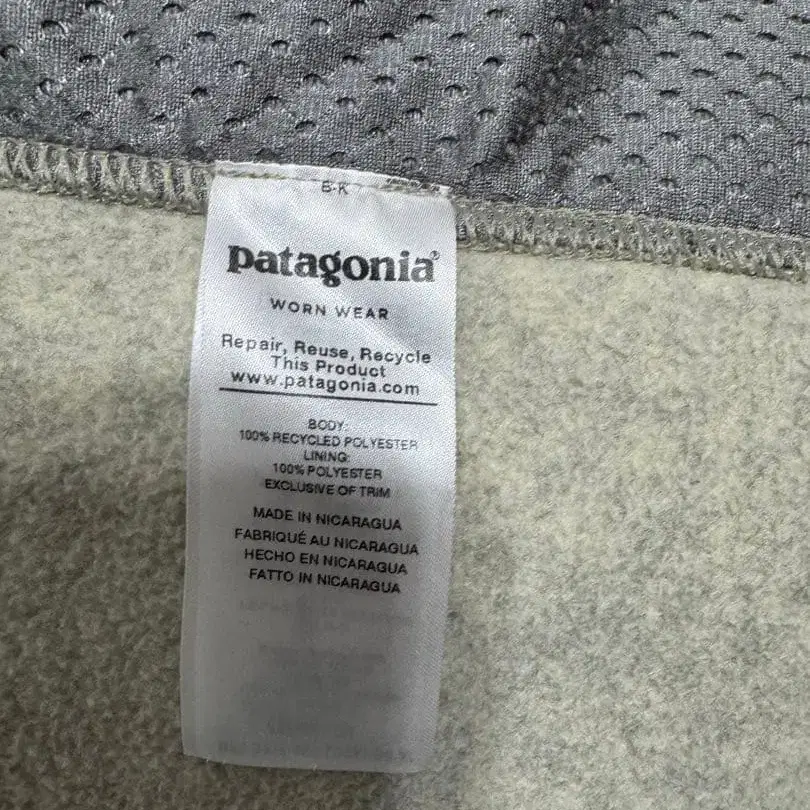 B-K
patagonia®
WORN WEAR
Repair, Reuse, Recycle
This Product
www.patagonia.com
BODY:
100% RECYCLED POLYESTER
LINING:
100% POLYESTER
EXCLUSIVE OF TRIM
MADE IN NICARAGUA
FABRIQUÉ AU NICARAGUA
HECHO EN NICARAGUA
FATTO IN NICARAGUA